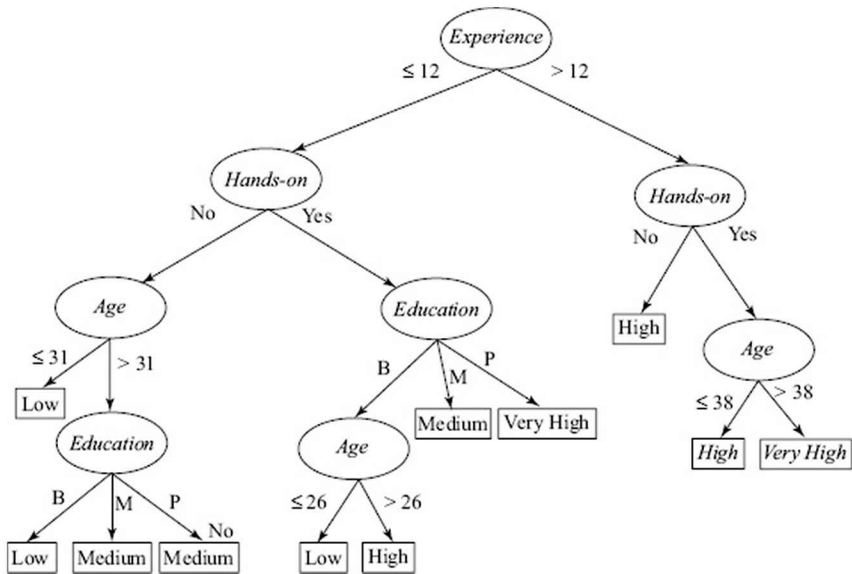 Experience
≤ 12
> 12
Hands-on
Hands-on
No
Yes
No
Yes
Age
Education
High
Age
≤ 31
> 31
B
M
P
≤ 38
> 38
Low
Medium
Very High
Education
Age
High
Very High
B
M
P
No
≤ 26
> 26
Low
Medium
Medium
Low
High